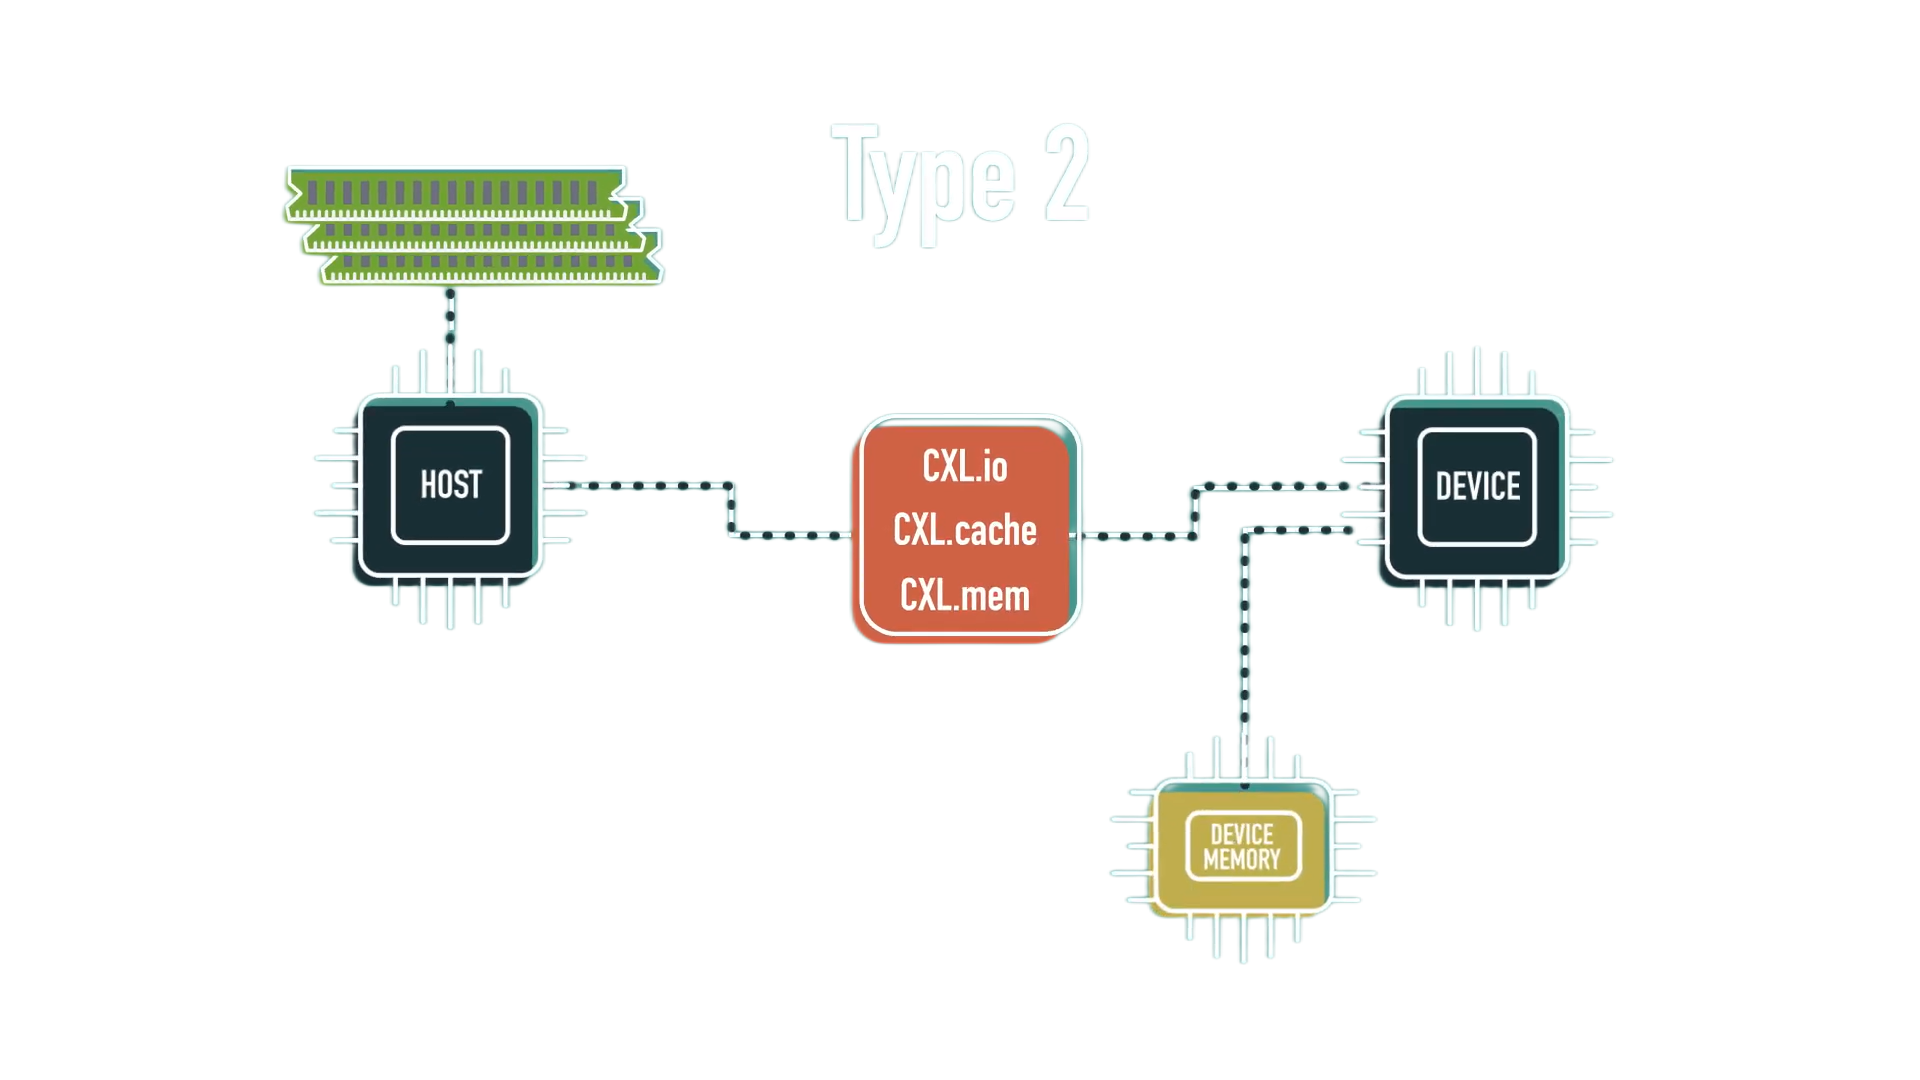 Type 2
HOST
CXL.io
CXL.cache
CXL.mem
DEVICE
DEVICE
MEMORY